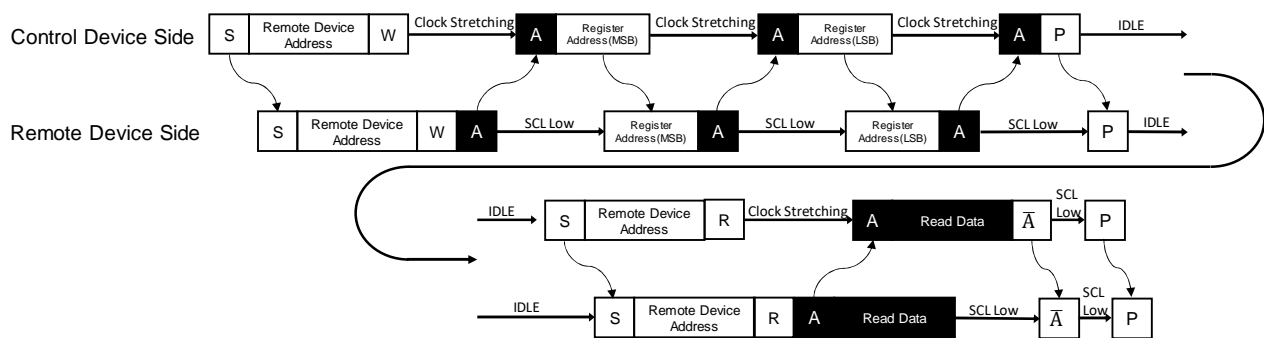 Control Device Side
S
Remote Device
Address
W
Clock Stretching
A
Register
Address(MSB)
Clock Stretching
A
Register
Address(LSB)
Clock Stretching
A
P
IDLE
Remote Device Side
S
Remote Device
Address
W
A
SCL Low
Register
Address(MSB)
A
SCL Low
Register
Address(LSB)
A
SCL Low
P
IDLE
IDLE
S
Remote Device
Address
R
Clock Stretching
A
Read Data
A̅
SCL
Low
P
IDLE
S
Remote Device
Address
R
A
Read Data
SCL Low
A̅
SCL
Low
P